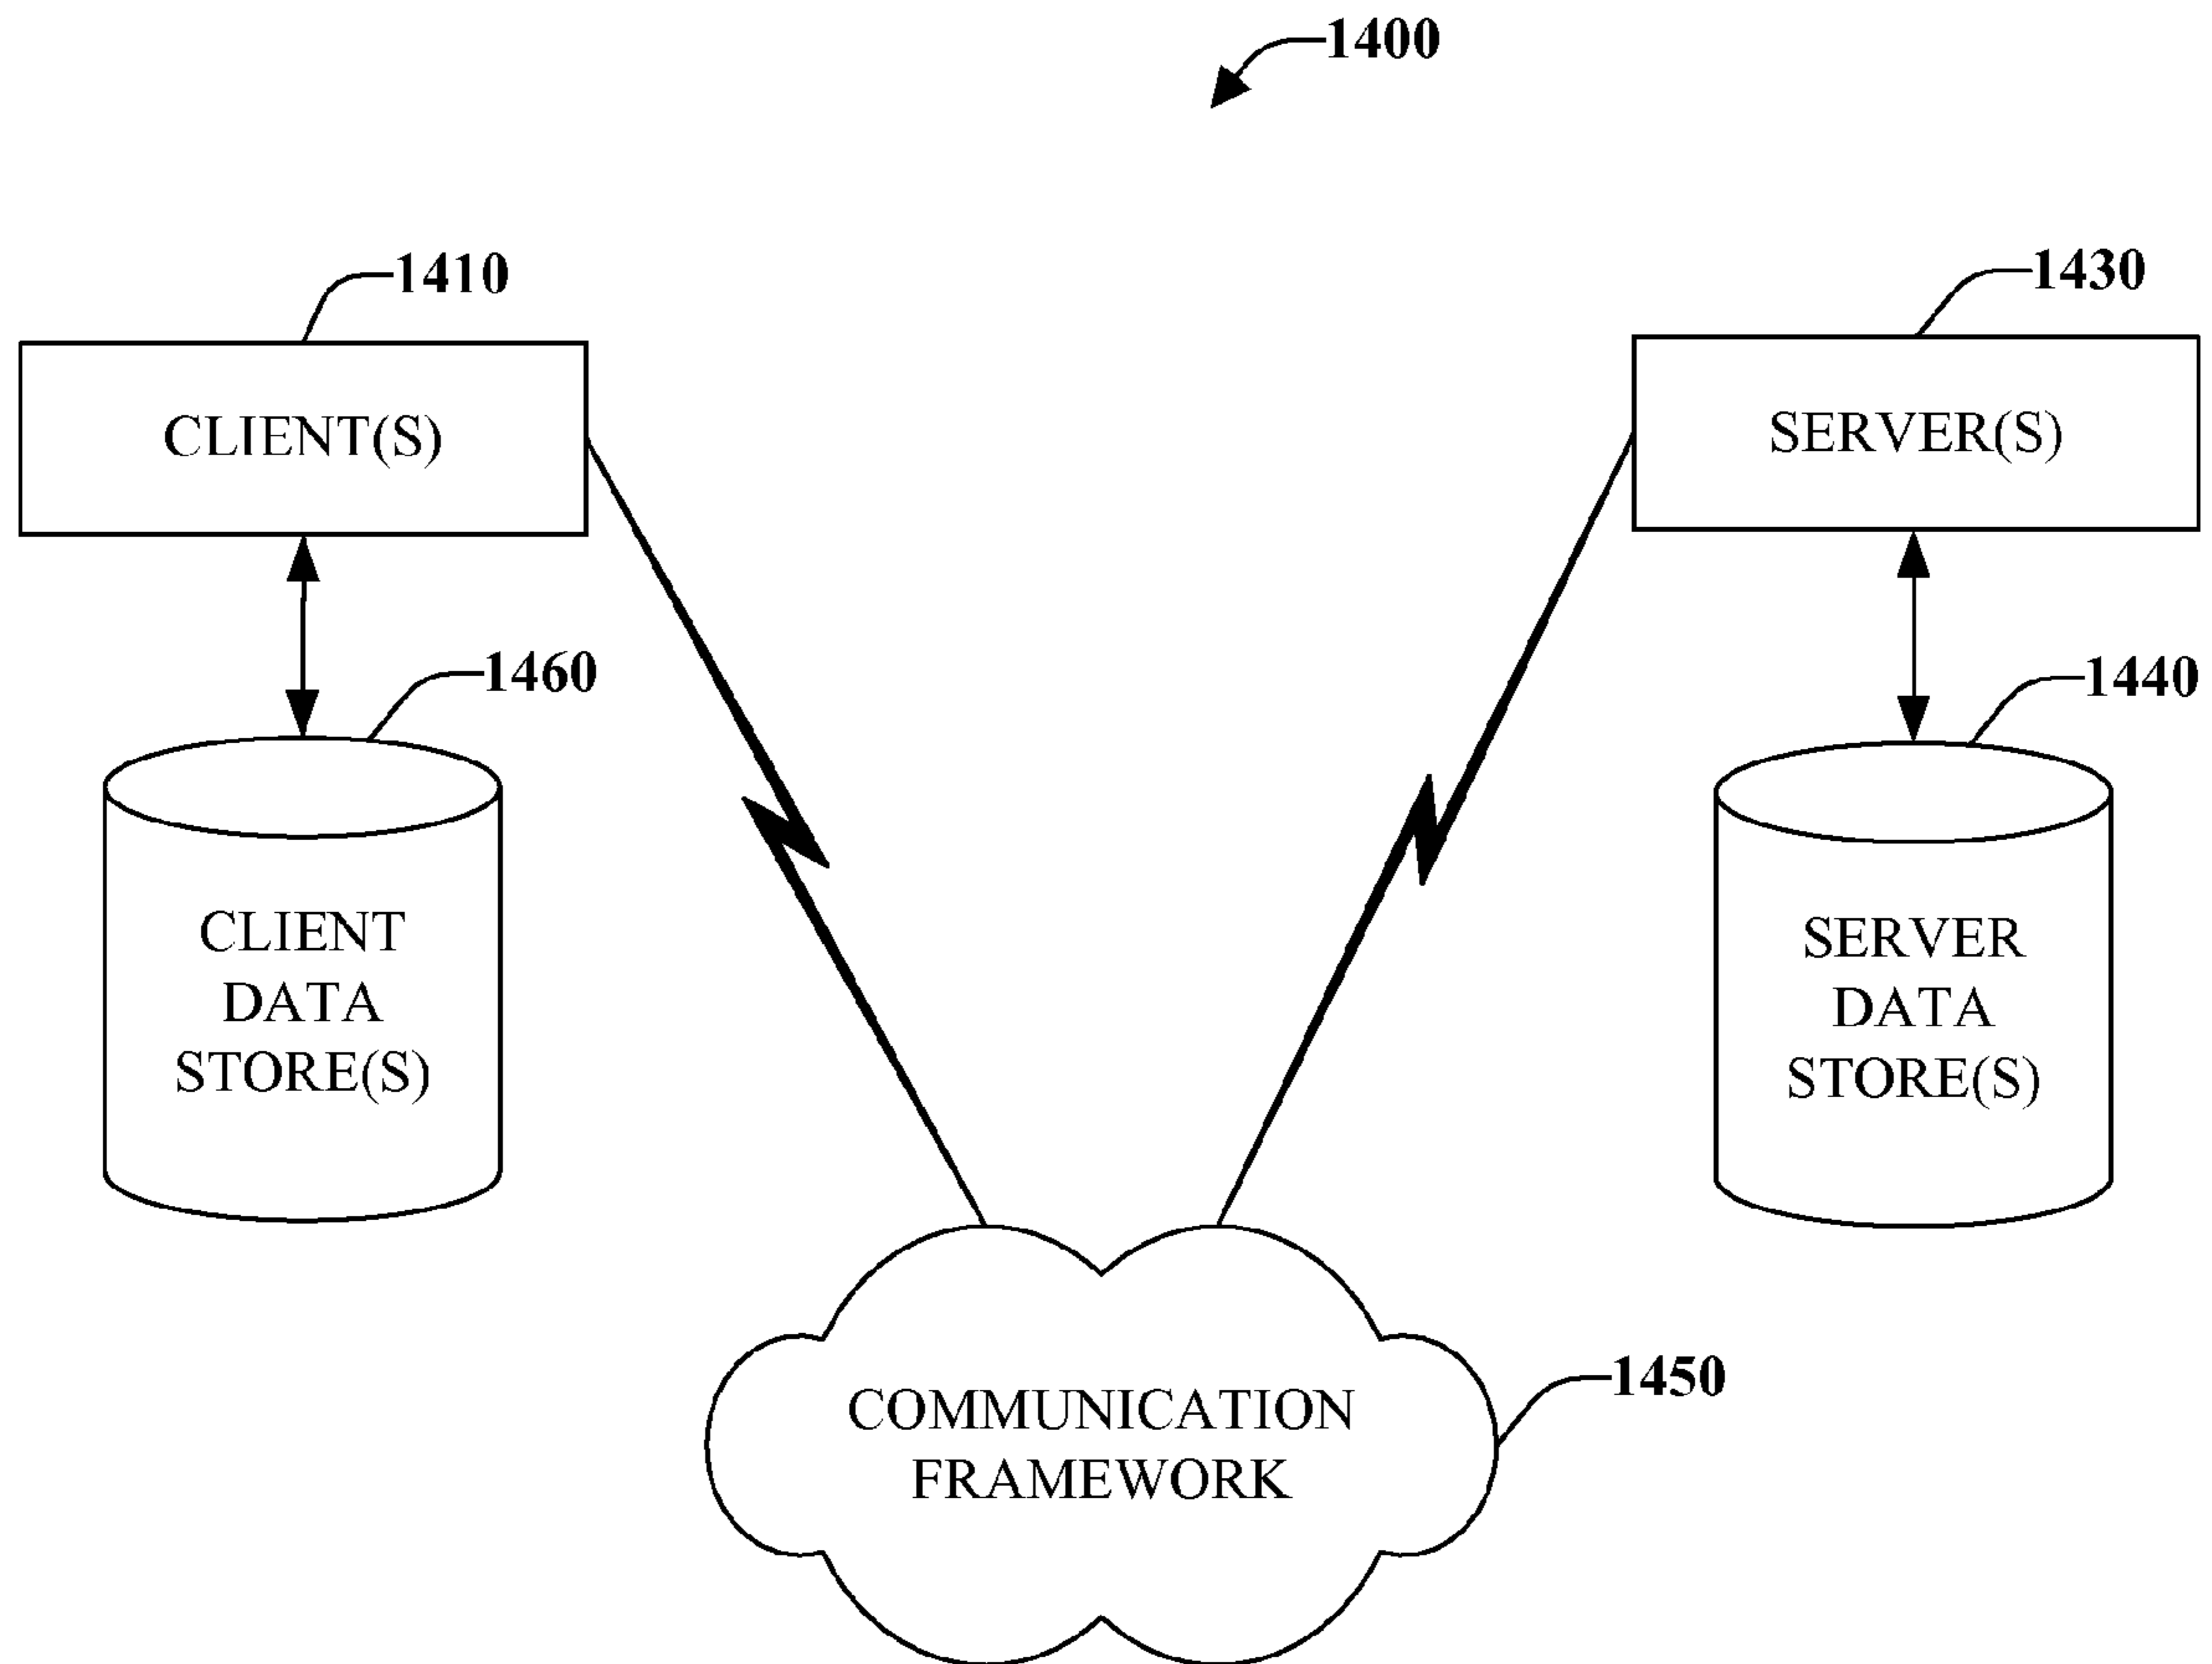 1400
1410
1430
CLIENT(S)
SERVER(S)
1460
1440
CLIENT
DATA
STORE(S)
SERVER
DATA
STORE(S)
1450
COMMUNICATION
FRAMEWORK